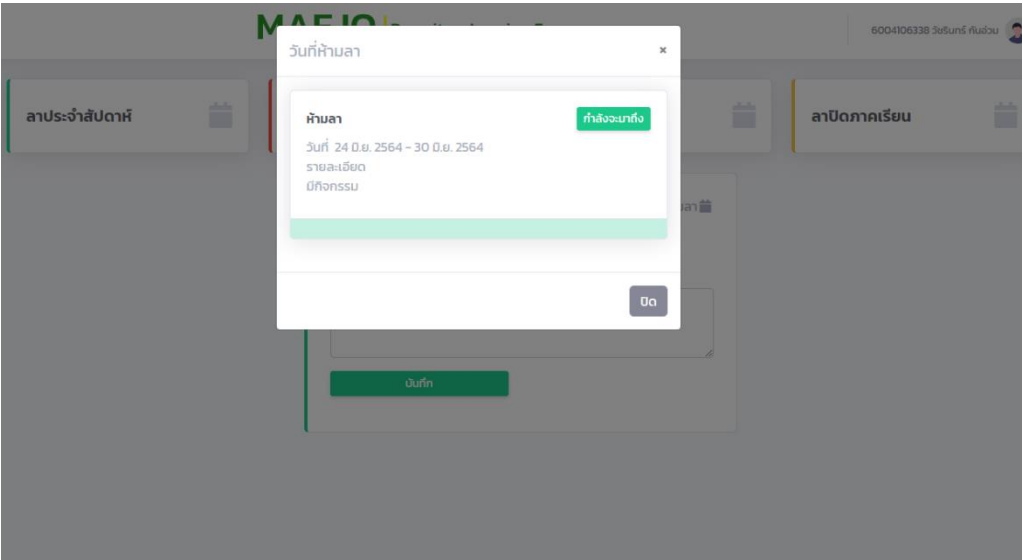 MAEJO
6004106338 วัชรินทร์ กันอ่วม
วันที่ห้ามลา
×
ลาประจำสัปดาห์
ลาปิดภาคเรียน
ห้ามลา
กำลังจะมาถึง
วันที่ 24 มิ.ย. 2564 - 30 มิ.ย. 2564
รายละเอียด
มีกิจกรรม
ปิด
บันทึก